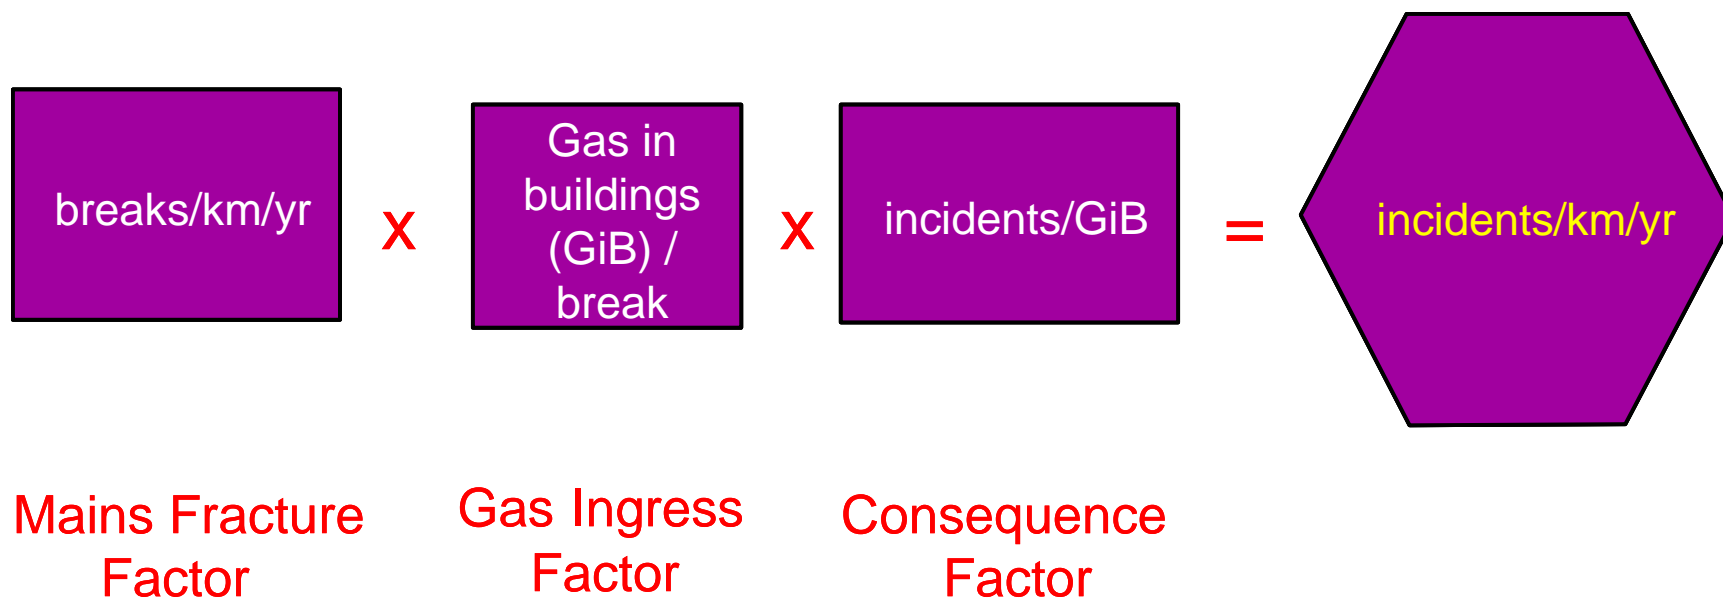 breaks/km/yr
x
Gas in
buildings
(GiB) /
break
x
incidents/GiB
=
incidents/km/yr
Mains Fracture
Factor
Gas Ingress
Factor
Consequence
Factor